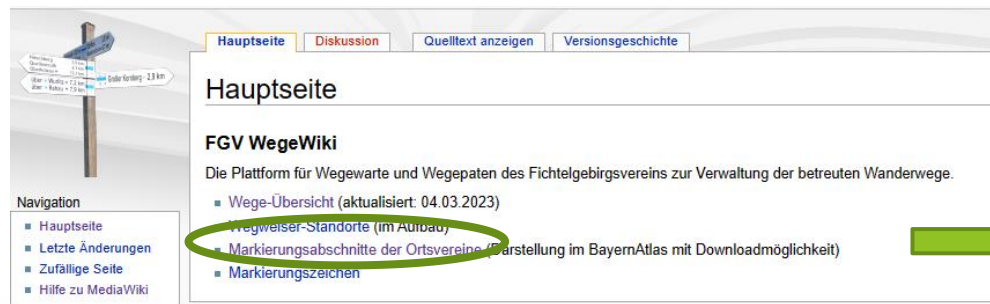 Hauptseite Diskussion Quelltext anzeigen Versionsgeschichte
Großer Kornberg - 2,9 km
Hauptseite
FGV WegeWiki
Die Plattform für Wegewarte und Wegepaten des Fichtelgebirgsvereins zur Verwaltung der betreuten Wanderwege.
Wege-Übersicht (aktualisiert: 04.03.2023)
Wegweiser-Standorte (im Aufbau)
Markierungsabschnitte der Ortsvereine (Darstellung im BayernAtlas mit Downloadmöglichkeit)
Markierungszeichen
Navigation
Hauptseite
Letzte Änderungen
Zufällige Seite
Hilfe zu MediaWiki